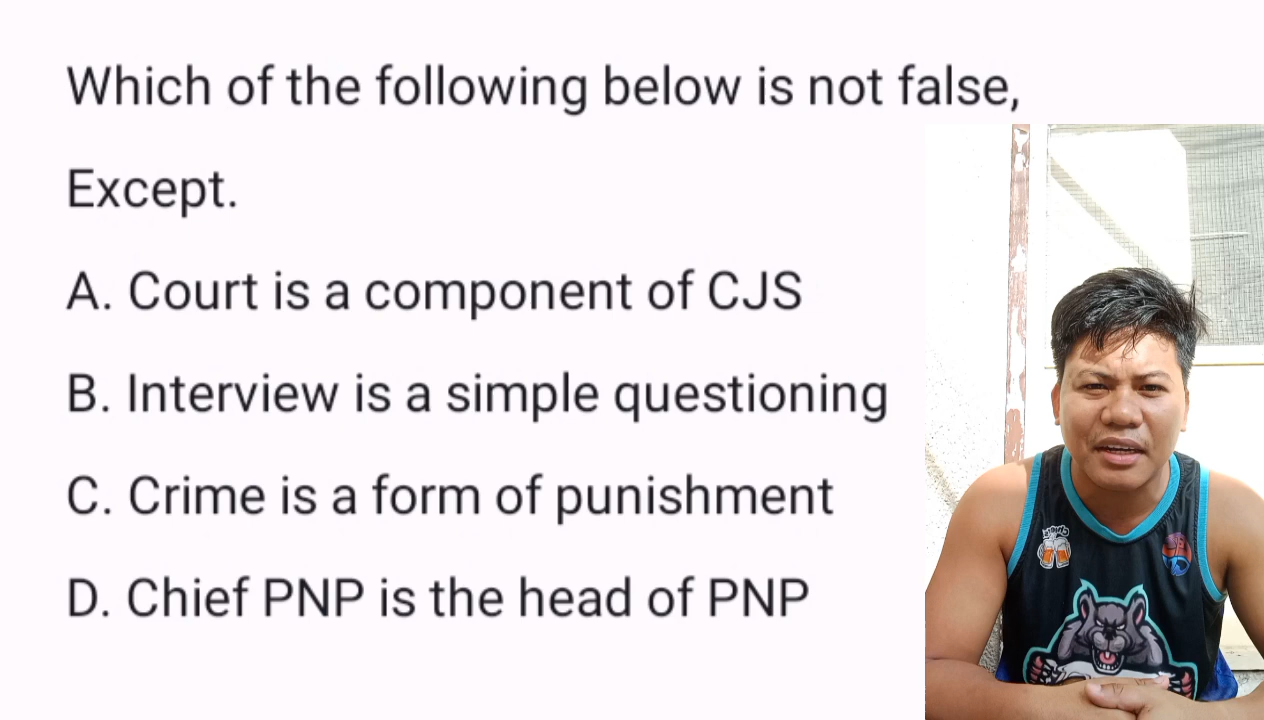 Which of the following below is not false,
Except.
A. Court is a component of CJS
B. Interview is a simple questioning
C. Crime is a form of punishment
D. Chief PNP is the head of PNP